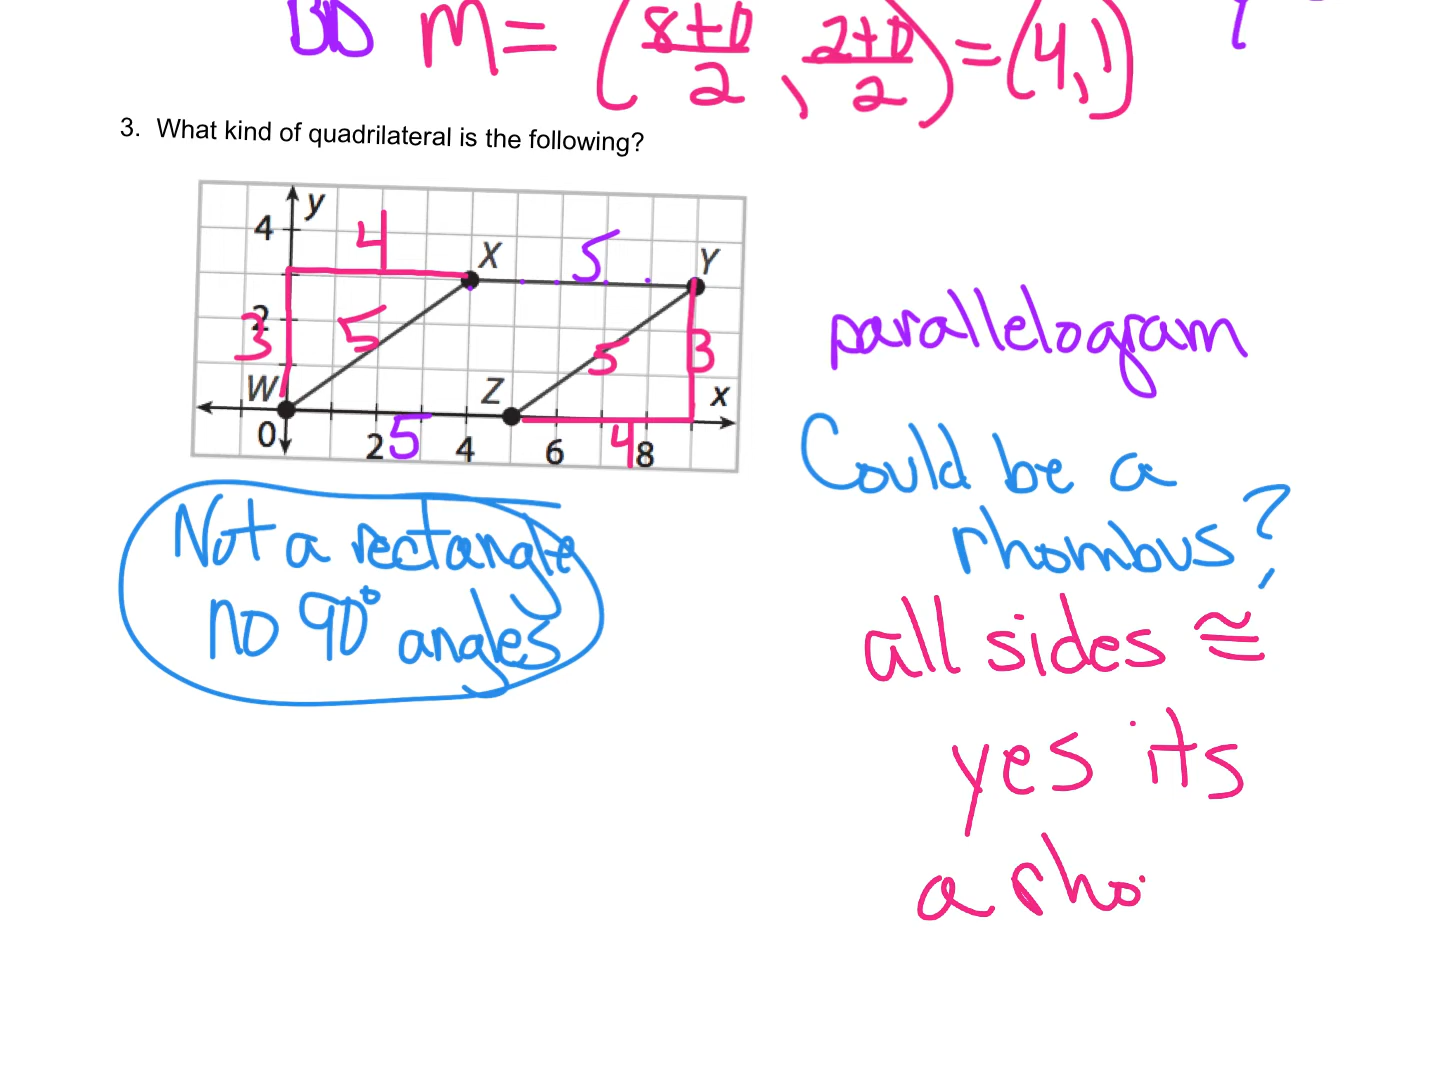 BD m = (8+0/2, 2+0/2) = (4,1)
3. What kind of quadrilateral is the following?
y
4
4
X
5
Y
2
3
5
5
3
W
Z
x
0
2
5
4
6
4
8
parallelogram
Could be a
rhombus?
all sides ≅
yes its
a rho
Not a rectangle
no 90° angles